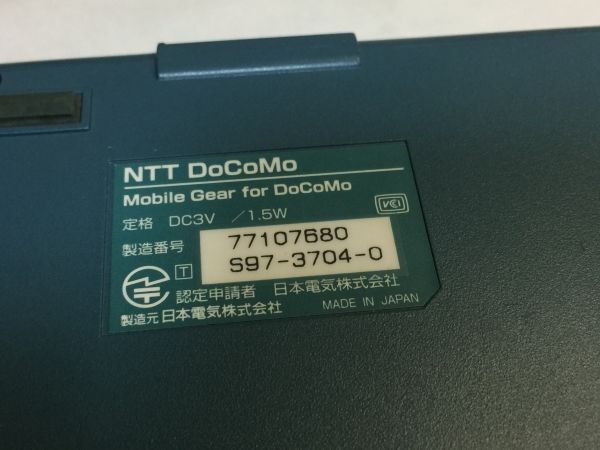 NTT DoCoMo
Mobile Gear for DoCoMo
定格 DC3V /1.5W
VCCI
製造番号 77107680
T S97-3704-0
認定申請者 日本電気株式会社
製造元 日本電気株式会社 MADE IN JAPAN